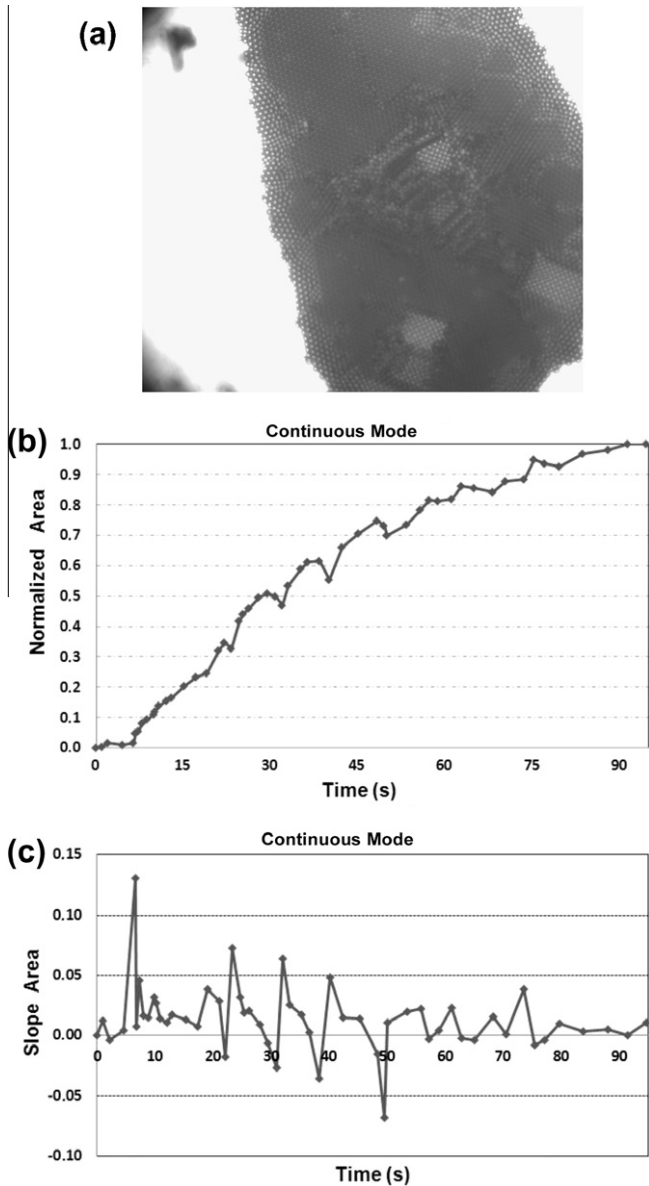 (a)
(b)
Continuous Mode
Normalized Area
1.0
0.9
0.8
0.7
0.6
0.5
0.4
0.3
0.2
0.1
0.0
0 15 30 45 60 75 90
Time (s)
(c)
Continuous Mode
Slope Area
0.15
0.10
0.05
0.00
-0.05
-0.10
0 10 20 30 40 50 60 70 80 90
Time (s)